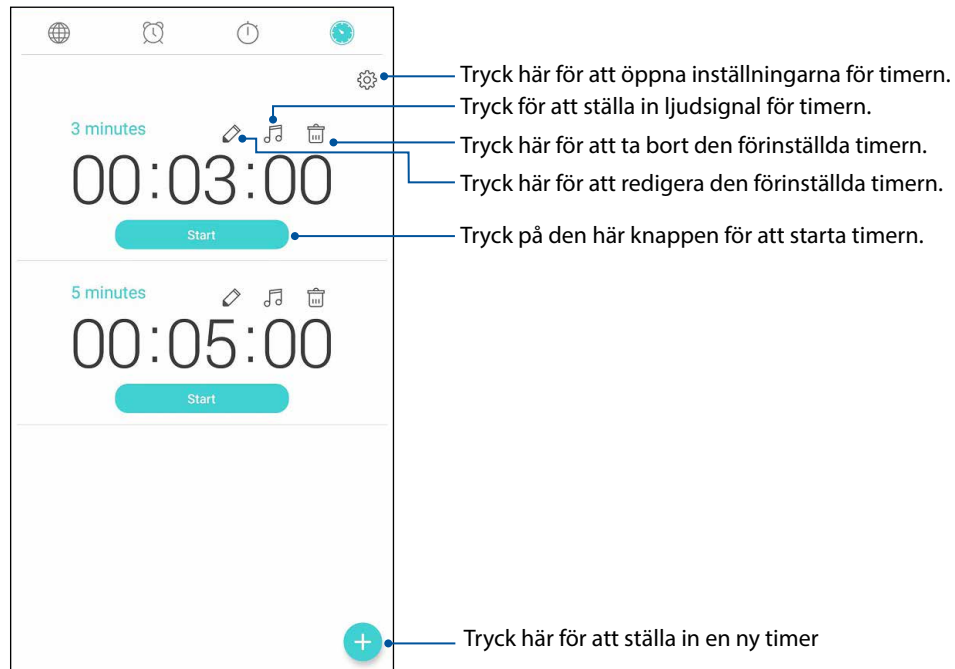 Tryck här för att öppna inställningarna för timern.
Tryck för att ställa in ljudsignal för timern.
3 minutes
Tryck här för att ta bort den förinställda timern.
00:03:00
Tryck här för att redigera den förinställda timern.
Start
Tryck på den här knappen för att starta timern.
5 minutes
00:05:00
Start
Tryck här för att ställa in en ny timer